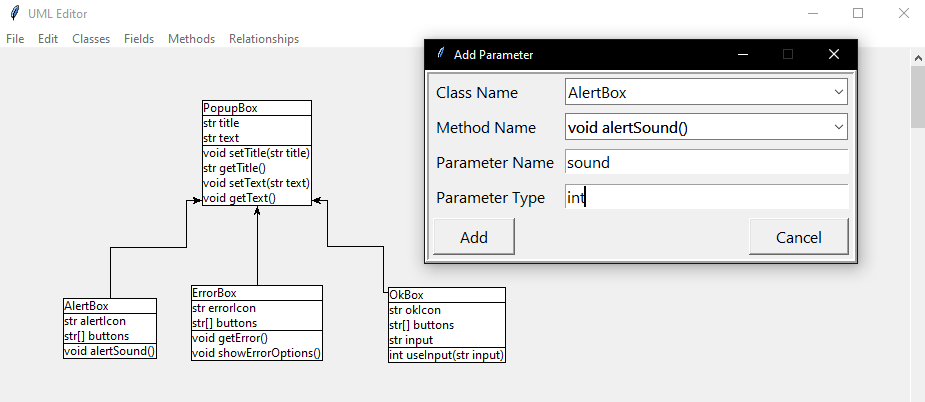 UML Editor
File Edit Classes Fields Methods Relationships
Add Parameter
Class Name AlertBox
Method Name void alertSound()
Parameter Name sound
Parameter Type int
Add Cancel
PopupBox
str title
str text
void setTitle(str title)
str getTitle()
void setText(str text)
void getText()
AlertBox
str alertIcon
str[] buttons
void alertSound()
ErrorBox
str errorIcon
str[] buttons
void getError()
void showErrorOptions()
OkBox
str okIcon
str[] buttons
str input
int useInput(str input)